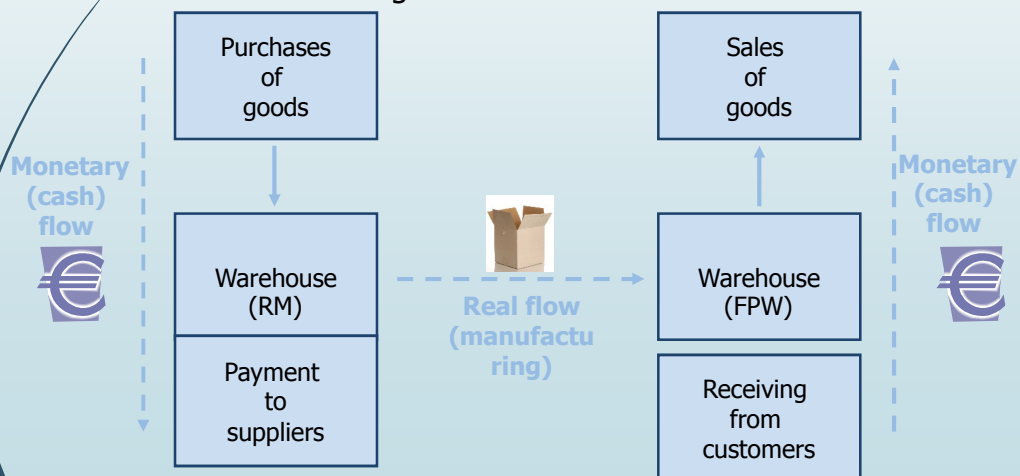 Purchases
of
goods
Sales
of
goods
Monetary
(cash)
flow
Monetary
(cash)
flow
Warehouse
(RM)
Real flow
(manufactu
ring)
Warehouse
(FPW)
Payment
to
suppliers
Receiving
from
customers